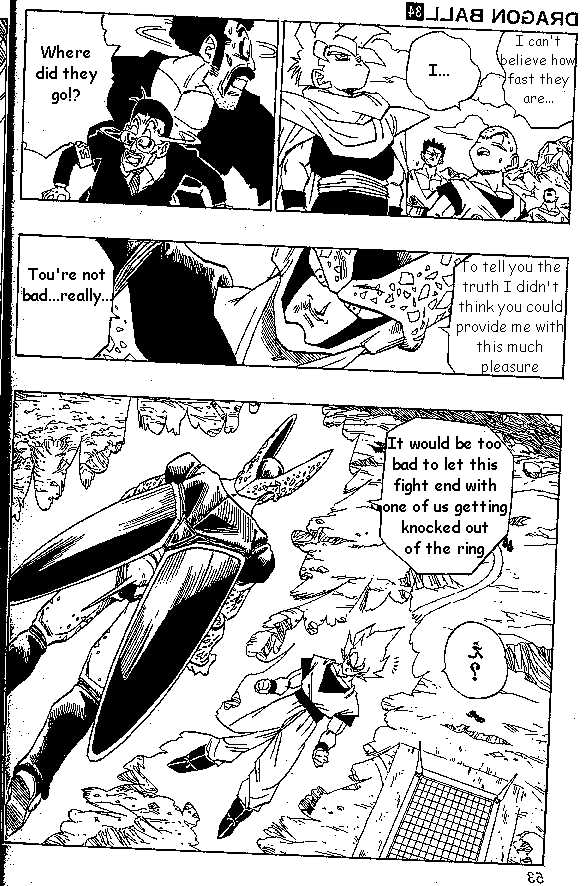 DRAGON BALL 34
Where
did they
go!?
I...
I can't
believe how
fast they
are...
Tou're not
bad...really...
To tell you the
truth I didn't
think you could
provide me with
this much
pleasure
It would be too
bad to let this
fight end with
one of us getting
knocked out
of the ring
え?
53